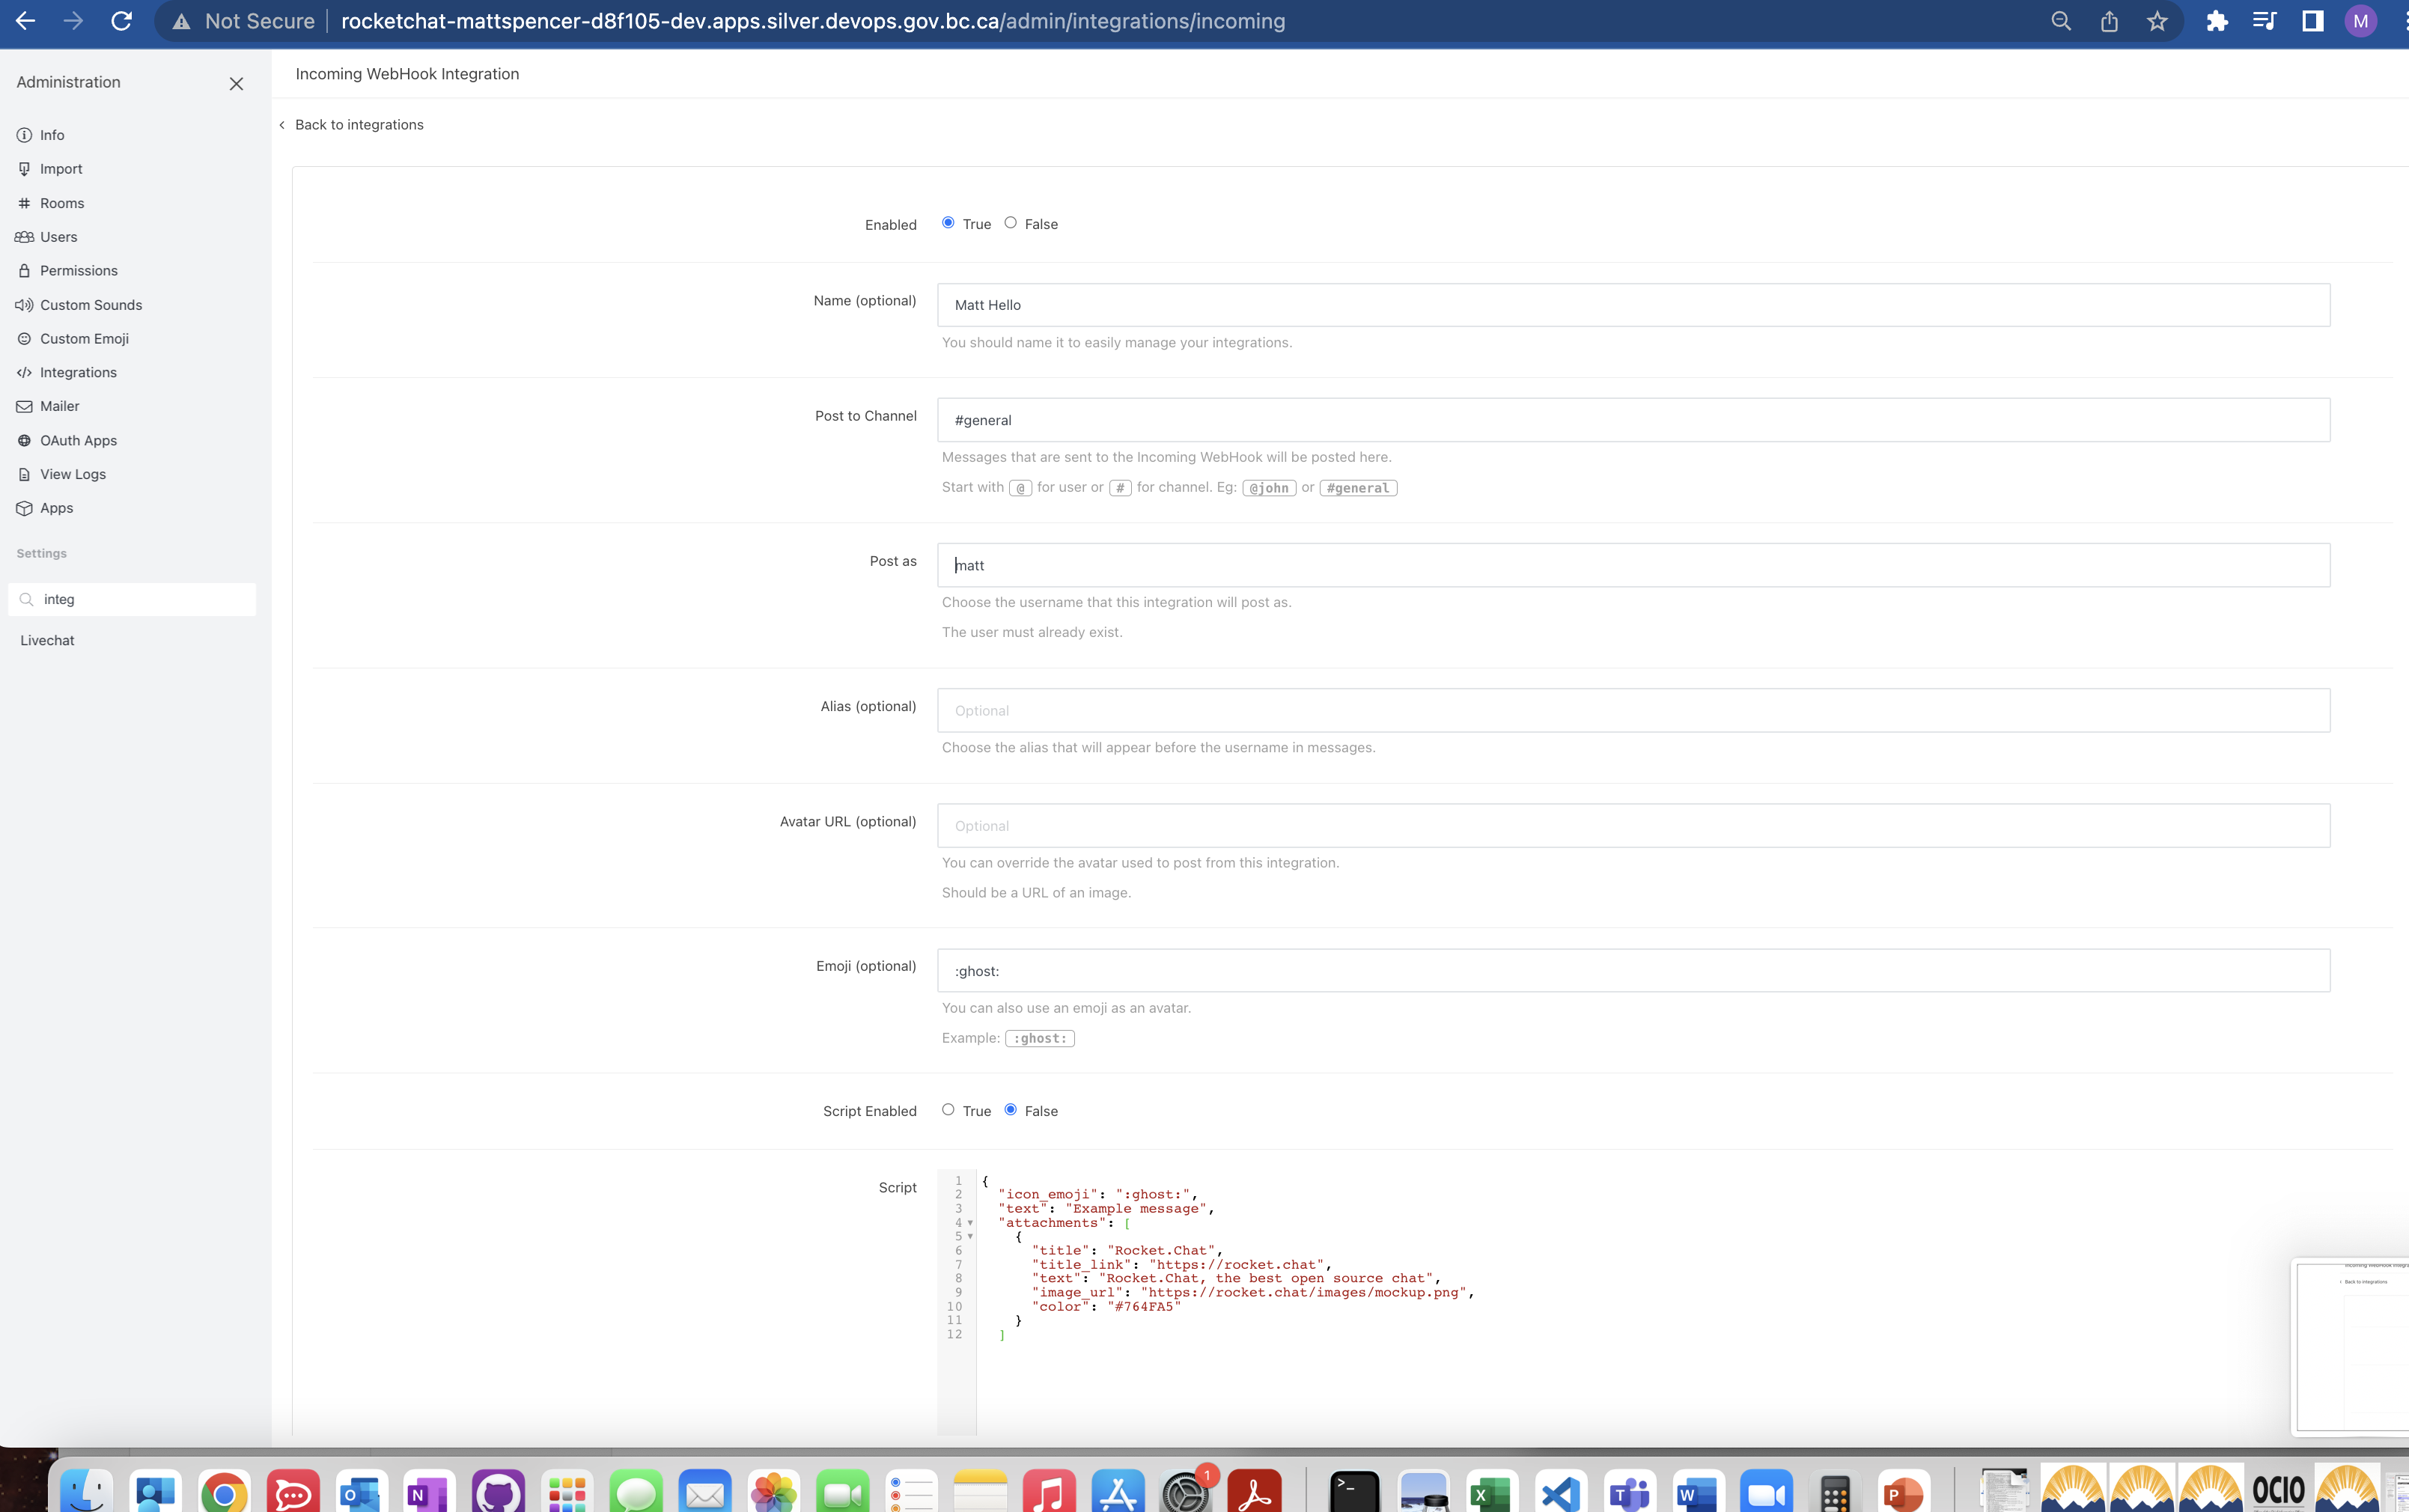 Not Secure
rocketchat-mattspencer-d8f105-dev.apps.silver.devops.gov.bc.ca/admin/integrations/incoming
M
Administration
Info
Import
Rooms
Users
Permissions
Custom Sounds
Custom Emoji
Integrations
Mailer
OAuth Apps
View Logs
Apps
Settings
integ
Livechat
Incoming WebHook Integration
Back to integrations
Enabled True False
Name (optional) Matt Hello
You should name it to easily manage your integrations.
Post to Channel #general
Messages that are sent to the Incoming WebHook will be posted here.
Start with @ for user or # for channel. Eg: @john or #general
Post as matt
Choose the username that this integration will post as.
The user must already exist.
Alias (optional) Optional
Choose the alias that will appear before the username in messages.
Avatar URL (optional) Optional
You can override the avatar used to post from this integration.
Should be a URL of an image.
Emoji (optional) :ghost:
You can also use an emoji as an avatar.
Example: :ghost:
Script Enabled True False
Script
1 {
2 "icon_emoji": ":ghost:",
3 "text": "Example message",
4 "attachments": [
5 {
6 "title": "Rocket.Chat",
7 "title_link": "https://rocket.chat",
8 "text": "Rocket.Chat, the best open source chat",
9 "image_url": "https://rocket.chat/images/mockup.png",
10 "color": "#764FA5"
11 }
12 ]
Back to integrations
1
OCIO